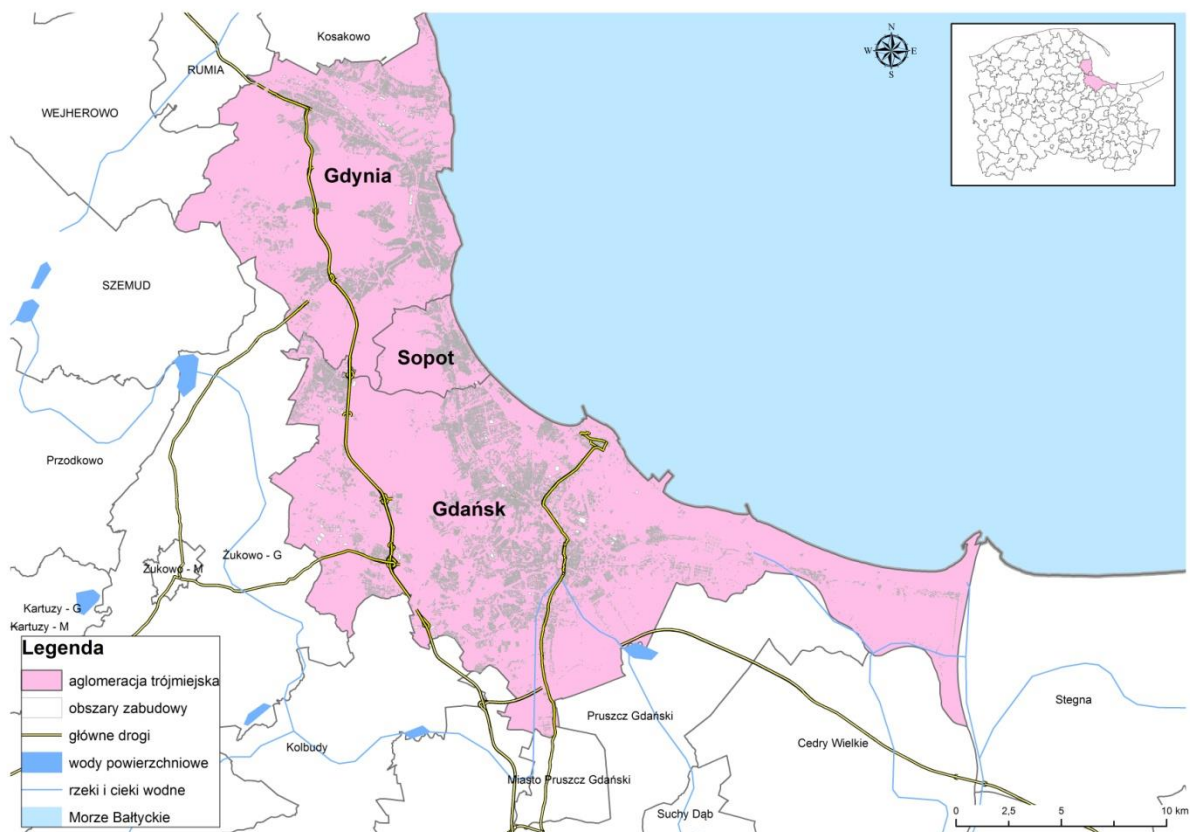 Kosakowo
RUMIA
N
W E
S
WEJHEROWO
Gdynia
SZEMUD
Sopot
Przodkowo
Gdańsk
Żukowo - G
Żukowo - M
Kartuzy - G
Kartuzy - M
Legenda
aglomeracja trójmiejska
obszary zabudowy
główne drogi
wody powierzchniowe
rzeki i cieki wodne
Morze Bałtyckie
Kolbudy
Pruszcz Gdański
Miasto Pruszcz Gdański
Cedry Wielkie
Stegna
Suchy Dąb
0 2,5 5 10 km